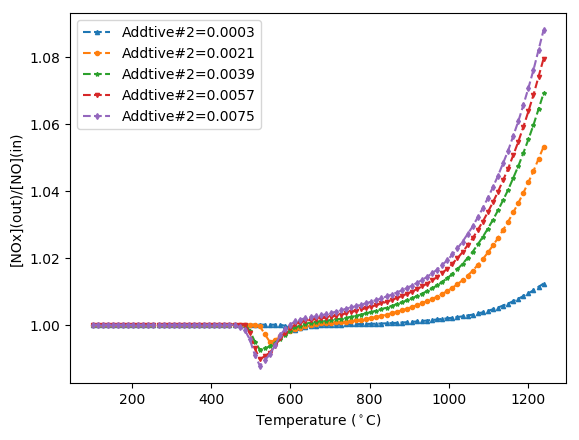 Addtive#2=0.0003
Addtive#2=0.0021
Addtive#2=0.0039
Addtive#2=0.0057
Addtive#2=0.0075
1.08
1.06
1.04
1.02
1.00
[NOx](out)/[NO](in)
200 400 600 800 1000 1200
Temperature (°C)